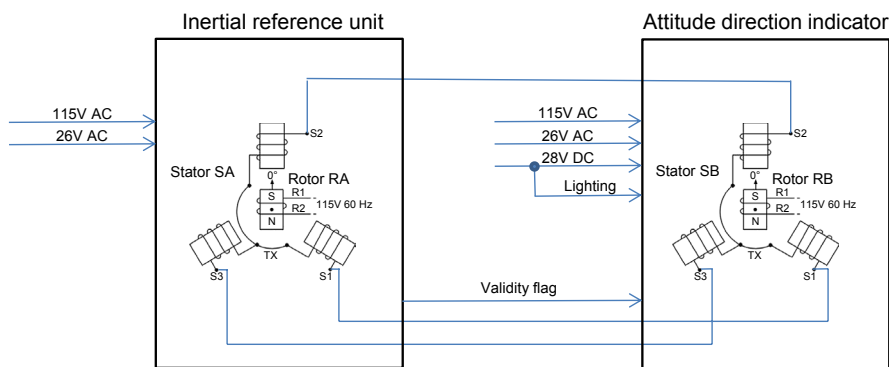 Inertial reference unit
Attitude direction indicator
115V AC
26V AC
S2
0°
Stator SA
Rotor RA
S
N
R1
R2
115V 60 Hz
TX
S3
S1
115V AC
26V AC
28V DC
Lighting
Validity flag
S2
0°
Stator SB
Rotor RB
S
N
R1
R2
115V 60 Hz
TX
S3
S1